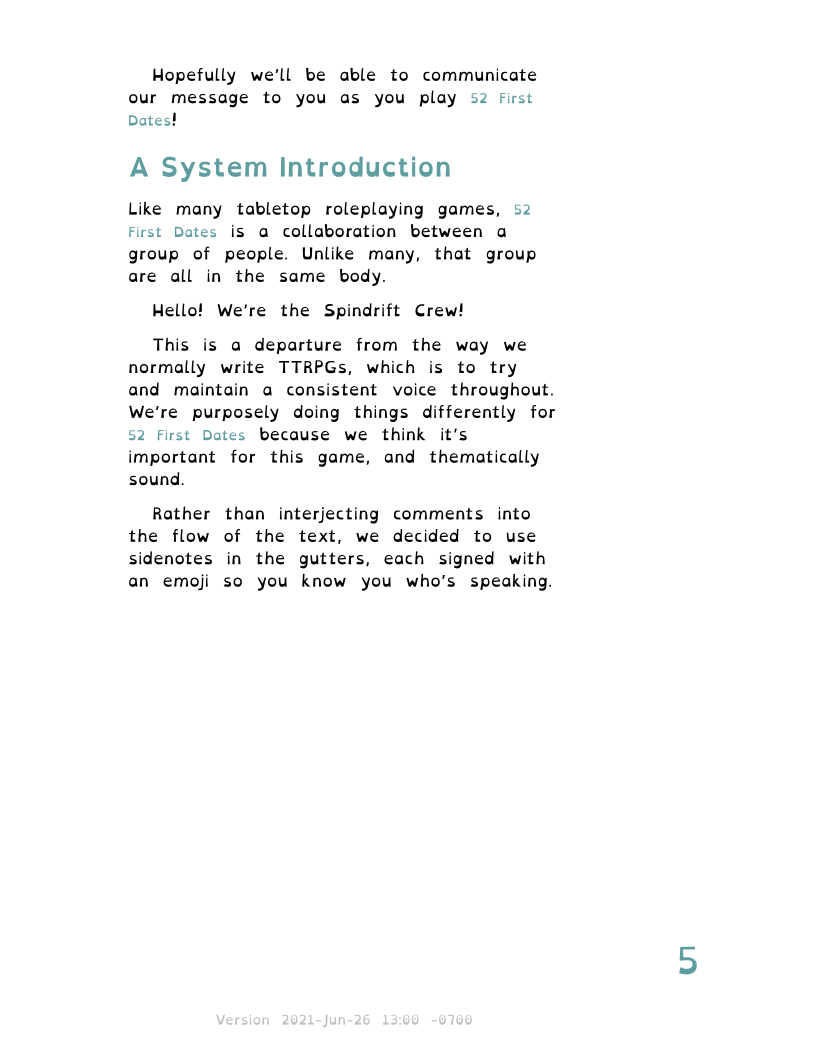 Hopefully we'll be able to communicate
our message to you as you play 52 First
Dates!
A System Introduction
Like many tabletop roleplaying games, 52
First Dates is a collaboration between a
group of people. Unlike many, that group
are all in the same body.
Hello! We're the Spindrift Crew!
This is a departure from the way we
normally write TTRPGs, which is to try
and maintain a consistent voice throughout.
We're purposely doing things differently for
52 First Dates because we think it's
important for this game, and thematically
sound.
Rather than interjecting comments into
the flow of the text, we decided to use
sidenotes in the gutters, each signed with
an emoji so you know you who's speaking.
5
Version 2021-Jun-26 13:00 -0700